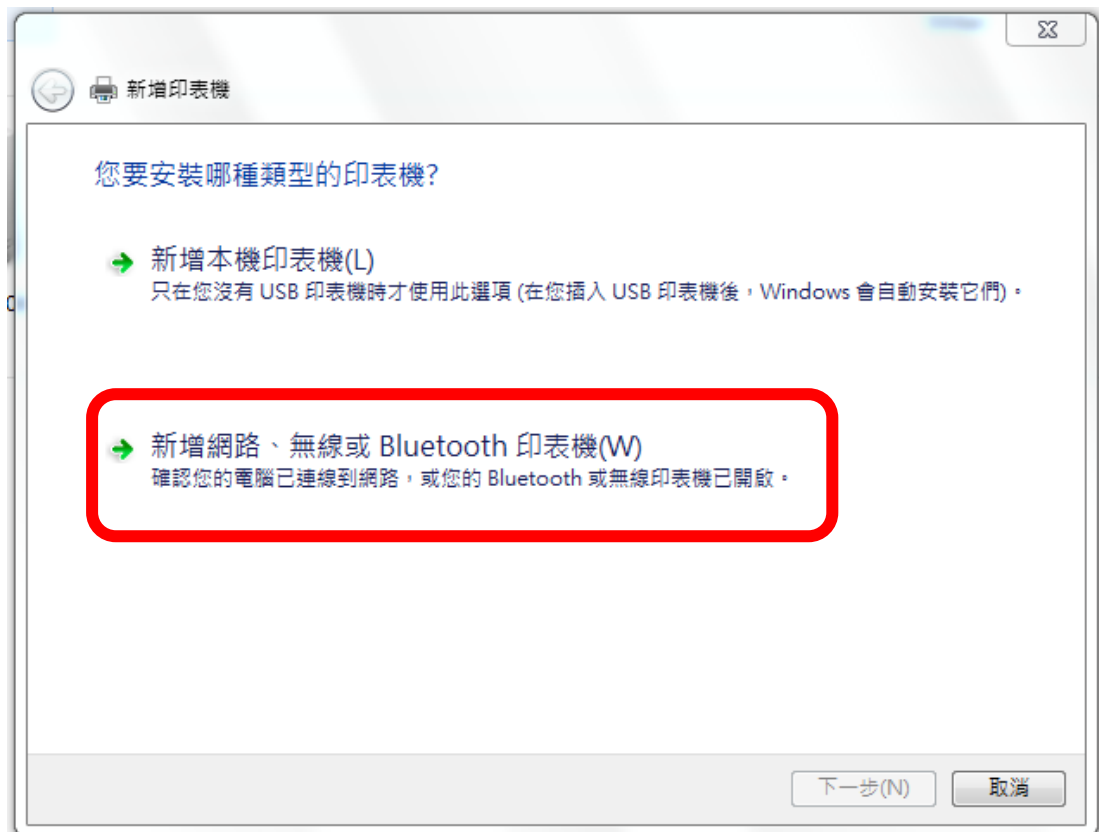 新增印表機
您要安裝哪種類型的印表機?
新增本機印表機(L)
只在您沒有 USB 印表機時才使用此選項 (在您插入 USB 印表機後，Windows 會自動安裝它們)。
新增網路、無線或 Bluetooth 印表機(W)
確認您的電腦已連線到網路，或您的 Bluetooth 或無線印表機已開啟。
下一步(N)
取消